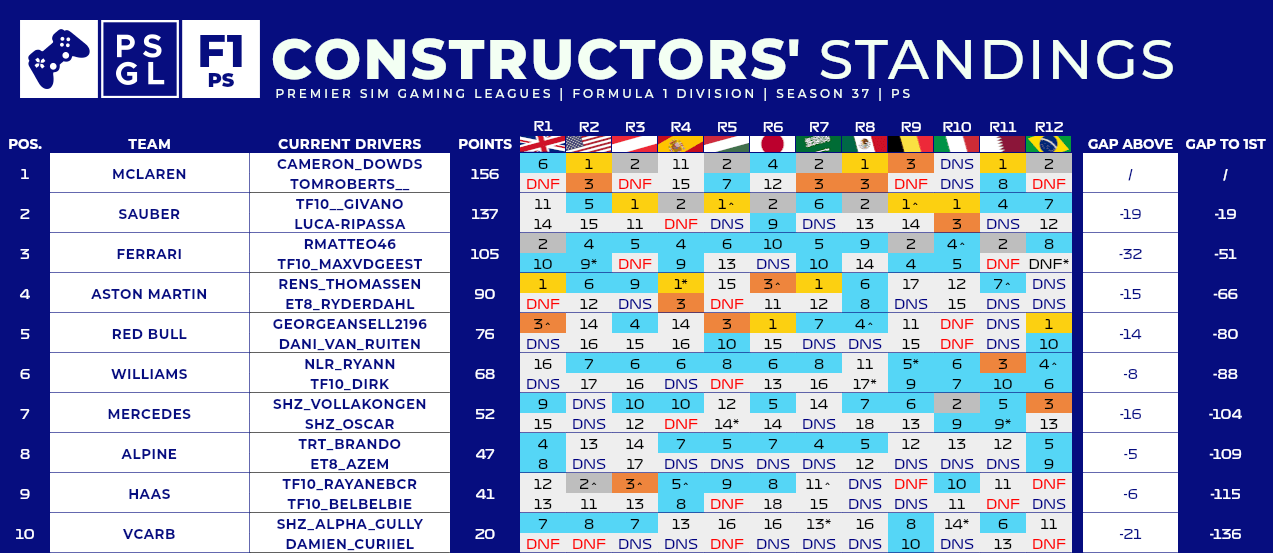 PS
GL
F1
PS
CONSTRUCTORS' STANDINGS
PREMIER SIM GAMING LEAGUES | FORMULA 1 DIVISION | SEASON 37 | PS
POS. TEAM CURRENT DRIVERS POINTS R1 R2 R3 R4 R5 R6 R7 R8 R9 R10 R11 R12 GAP ABOVE GAP TO 1ST
CAMERON_DOWDS 6 1 2 11 2 4 2 1 3 DNS 1 2
1 MCLAREN 156 / /
TOMROBERTS__ DNF 3 DNF 15 7 12 3 3 DNF DNS 8 DNF
TF10__GIVANO 11 5 1 2 1^ 2 6 2 1^ 1 4 7
2 SAUBER 137 -19 -19
LUCA-RIPASSA 14 15 11 DNF DNS 9 DNS 13 14 3 DNS 12
RMATTEO46 2 4 5 4 6 10 5 9 2 4^ 2 8
3 FERRARI 105 -32 -51
TF10_MAXVDGEEST 10 9* DNF 9 13 DNS 10 14 4 5 DNF DNF*
RENS_THOMASSEN 1 6 9 1* 15 3^ 1 6 17 12 7^ DNS
4 ASTON MARTIN 90 -15 -66
ET8_RYDERDAHL DNF 12 DNS 3 DNF 11 12 8 DNS 15 DNS DNS
GEORGEANSELL2196 3^ 14 4 14 3 1 7 4^ 11 DNF DNS 1
5 RED BULL 76 -14 -80
DANI_VAN_RUITEN DNS 16 15 16 10 15 DNS DNS 15 DNF DNS 10
NLR_RYANN 16 7 6 6 8 6 8 11 5* 6 3 4^
6 WILLIAMS 68 -8 -88
TF10_DIRK DNS 17 16 DNS DNF 13 16 17* 9 7 10 6
SHZ_VOLLAKONGEN 9 DNS 10 10 12 5 14 7 6 2 5 3
7 MERCEDES 52 -16 -104
SHZ_OSCAR 15 DNS 12 DNF 14* 14 DNS 18 13 9 9* 13
TRT_BRANDO 4 13 14 7 5 7 4 5 12 13 12 5
8 ALPINE 47 -5 -109
ET8_AZEM 8 DNS 17 DNS DNS DNS DNS 12 DNS DNS DNS 9
TF10_RAYANEBCR 12 2^ 3^ 5^ 9 8 11^ DNS DNF 10 11 DNF
9 HAAS 41 -6 -115
TF10_BELBELBIE 13 11 13 8 DNF 18 15 DNS DNS 11 DNF DNS
SHZ_ALPHA_GULLY 7 8 7 13 16 16 13* 16 8 14* 6 11
10 VCARB 20 -21 -136
DAMIEN_CURIIEL DNF DNF DNS DNS DNS DNS DNS DNS 10 DNS 13 DNF